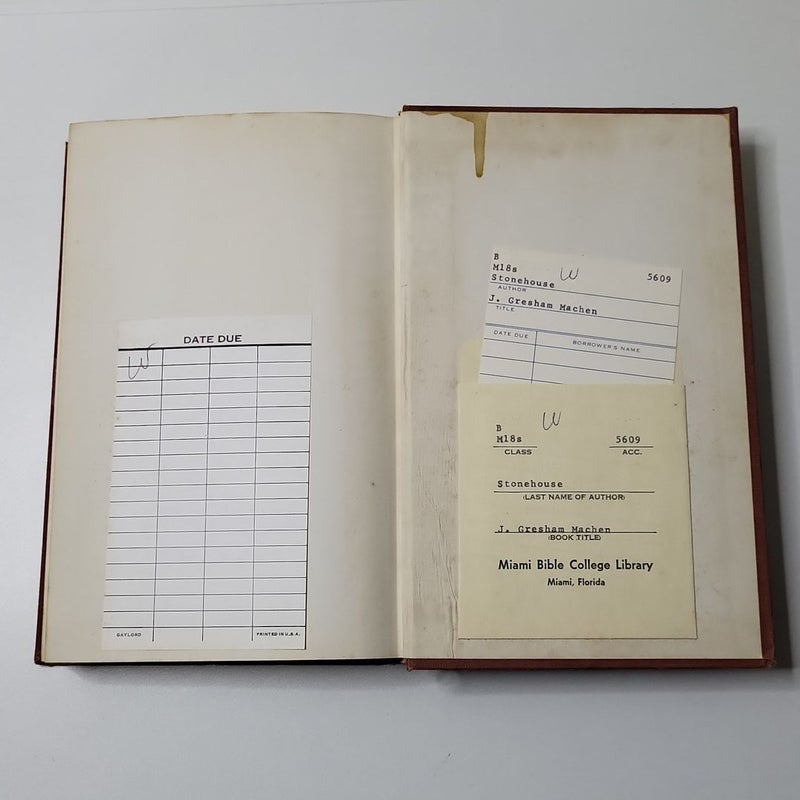 DATE DUE
W
GAYLORD
PRINTED IN U.S.A.
B
M18s
W
5609
Stonehouse
AUTHOR
J. Gresham Machen
TITLE
DATE DUE
BORROWER'S NAME
W
B
M18s
5609
CLASS
ACC.
Stonehouse
(LAST NAME OF AUTHOR)
J. Gresham Machen
(BOOK TITLE)
Miami Bible College Library
Miami, Florida